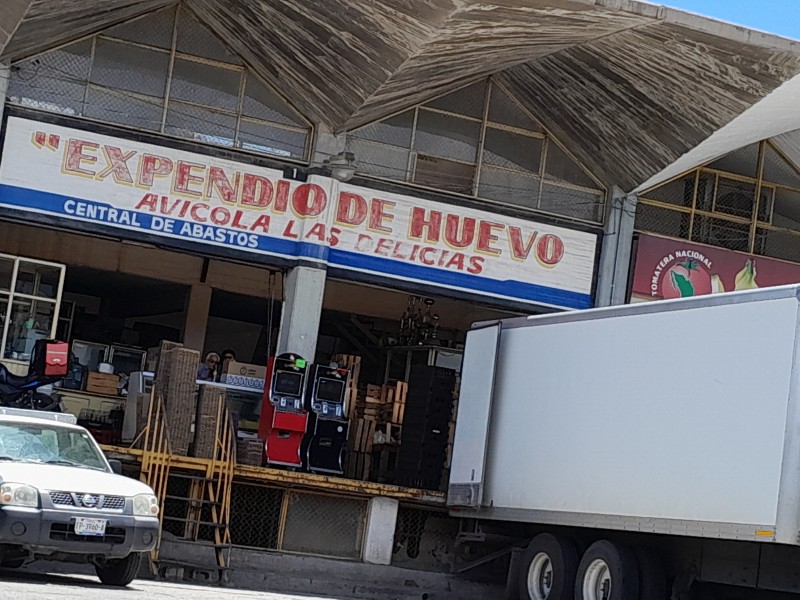 "EXPENDIO DE HUEVO
AVICOLA LAS DELICIAS
CENTRAL DE ABASTOS
TOMATERA NACIONAL